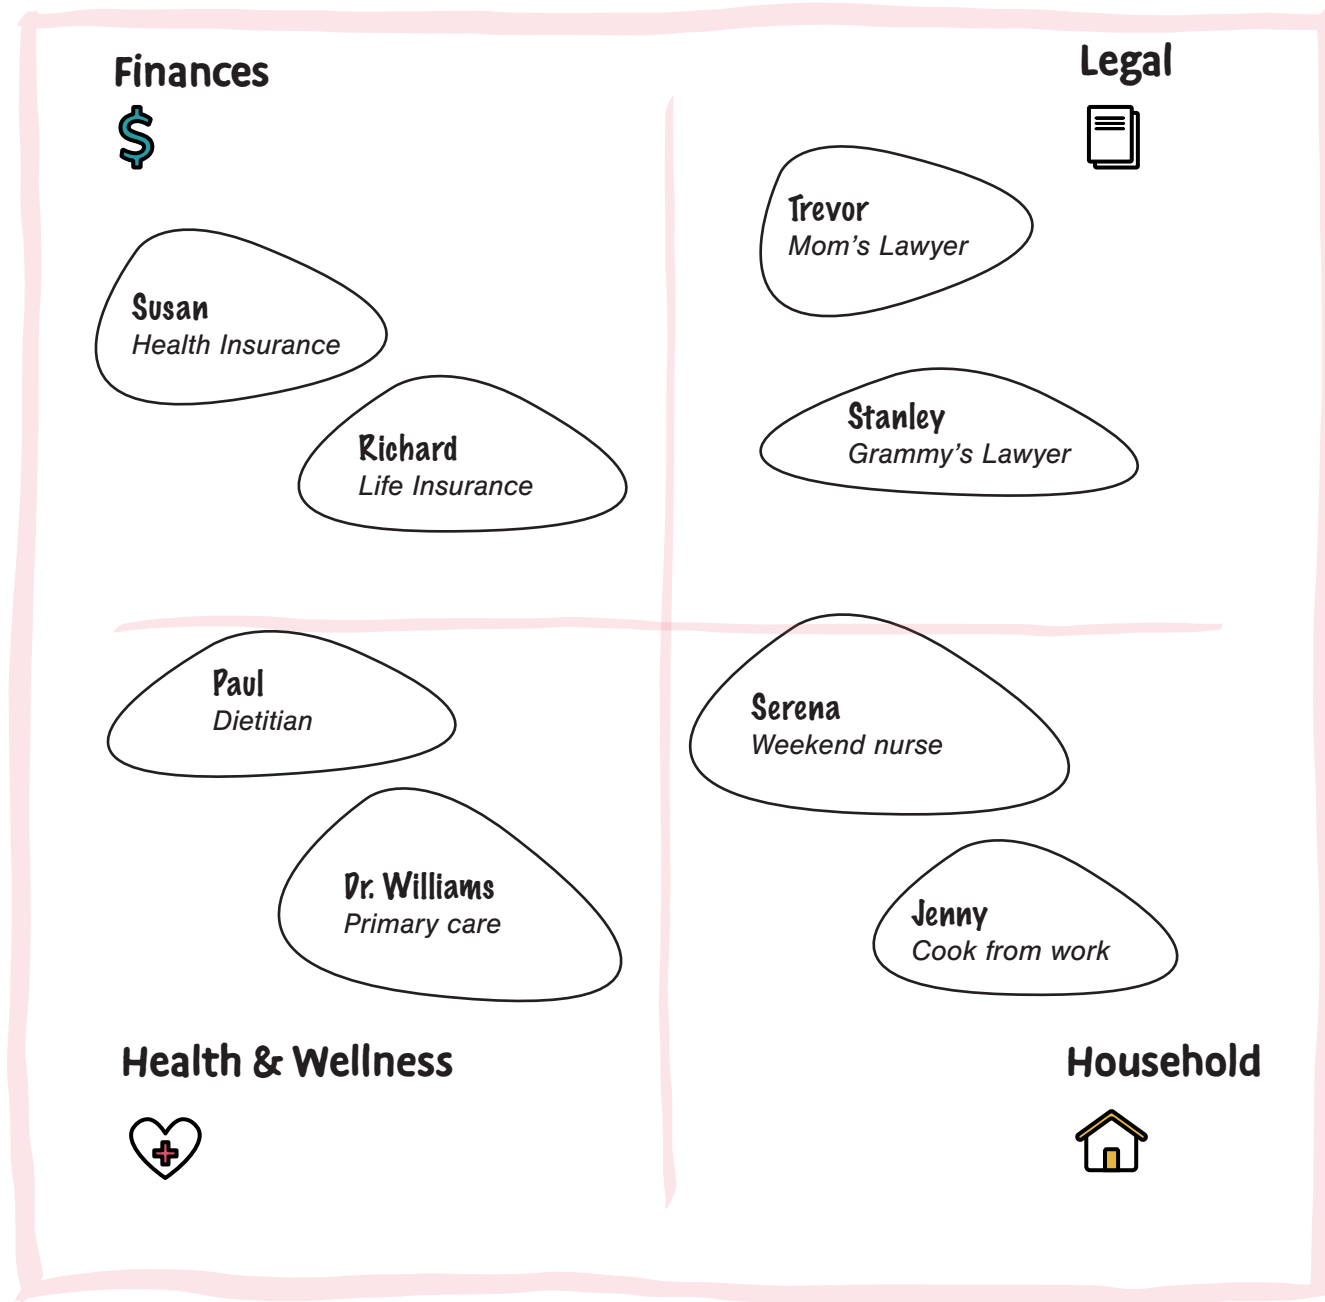 Finances
Susan
Health Insurance
Richard
Life Insurance
Legal
Trevor
Mom's Lawyer
Stanley
Grammy's Lawyer
Paul
Dietitian
Dr. Williams
Primary care
Health & Wellness
Serena
Weekend nurse
Jenny
Cook from work
Household